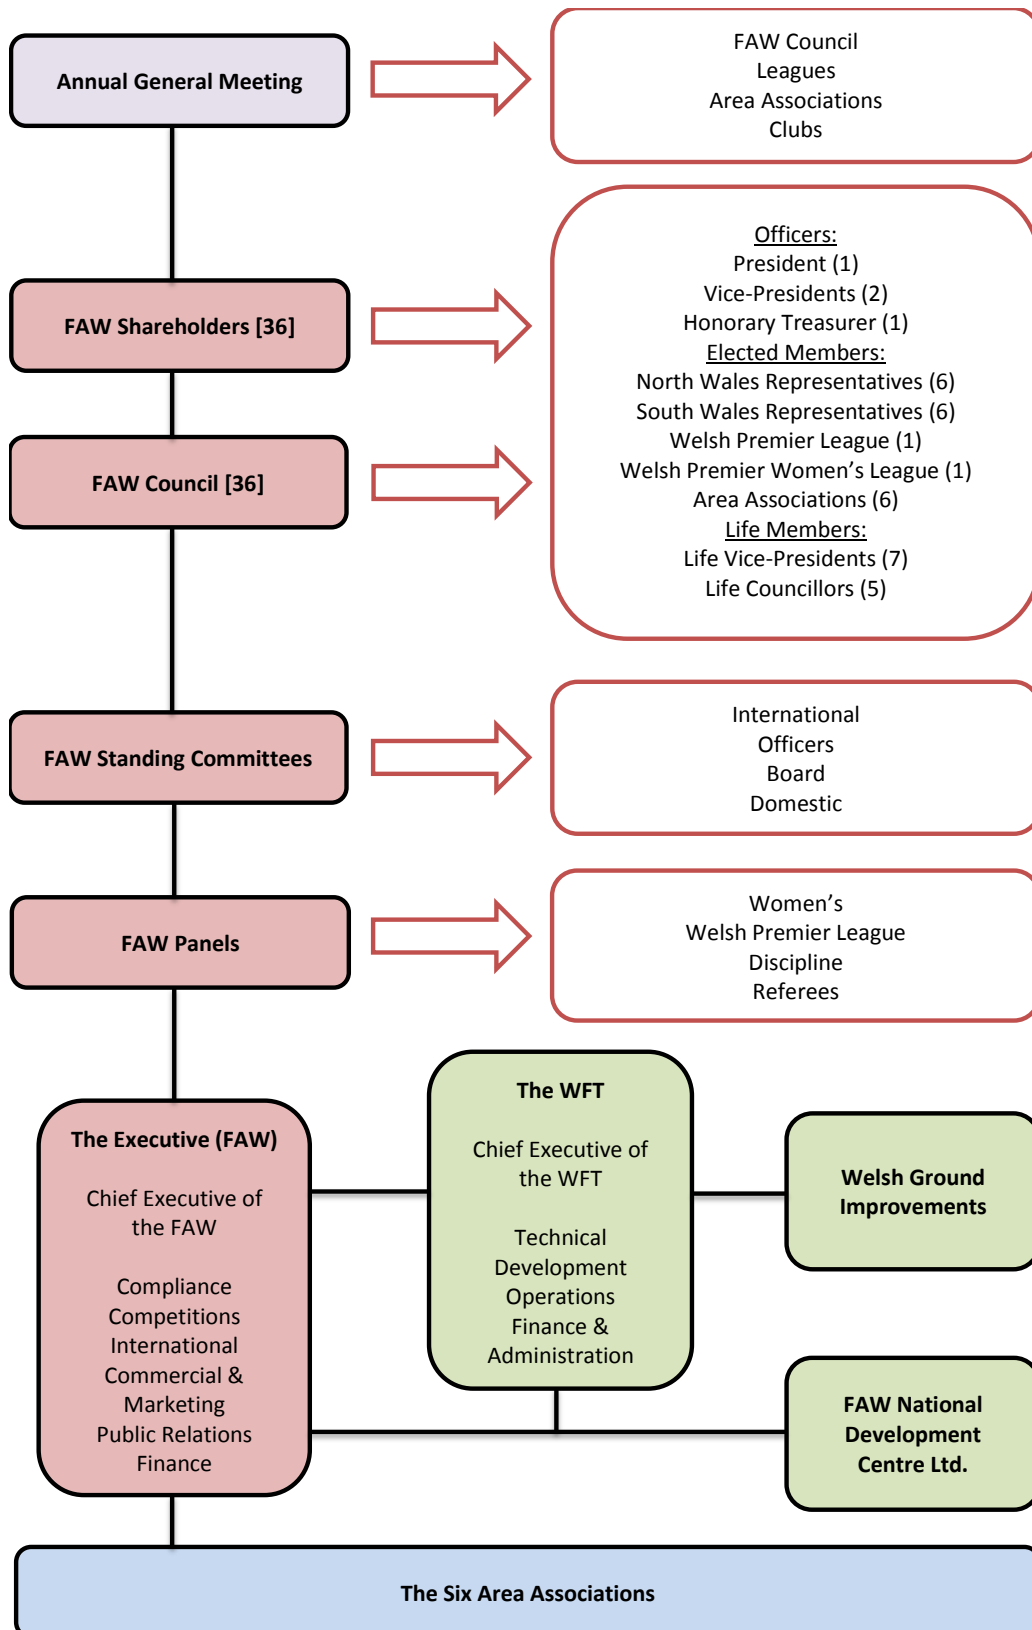 Annual General Meeting
FAW Council
Leagues
Area Associations
Clubs
FAW Shareholders [36]
FAW Council [36]
Officers:
President (1)
Vice-Presidents (2)
Honorary Treasurer (1)
Elected Members:
North Wales Representatives (6)
South Wales Representatives (6)
Welsh Premier League (1)
Welsh Premier Women’s League (1)
Area Associations (6)
Life Members:
Life Vice-Presidents (7)
Life Councillors (5)
FAW Standing Committees
International
Officers
Board
Domestic
FAW Panels
Women’s
Welsh Premier League
Discipline
Referees
The Executive (FAW)
Chief Executive of
the FAW
Compliance
Competitions
International
Commercial &
Marketing
Public Relations
Finance
The WFT
Chief Executive of
the WFT
Technical
Development
Operations
Finance &
Administration
Welsh Ground
Improvements
FAW National
Development
Centre Ltd.
The Six Area Associations